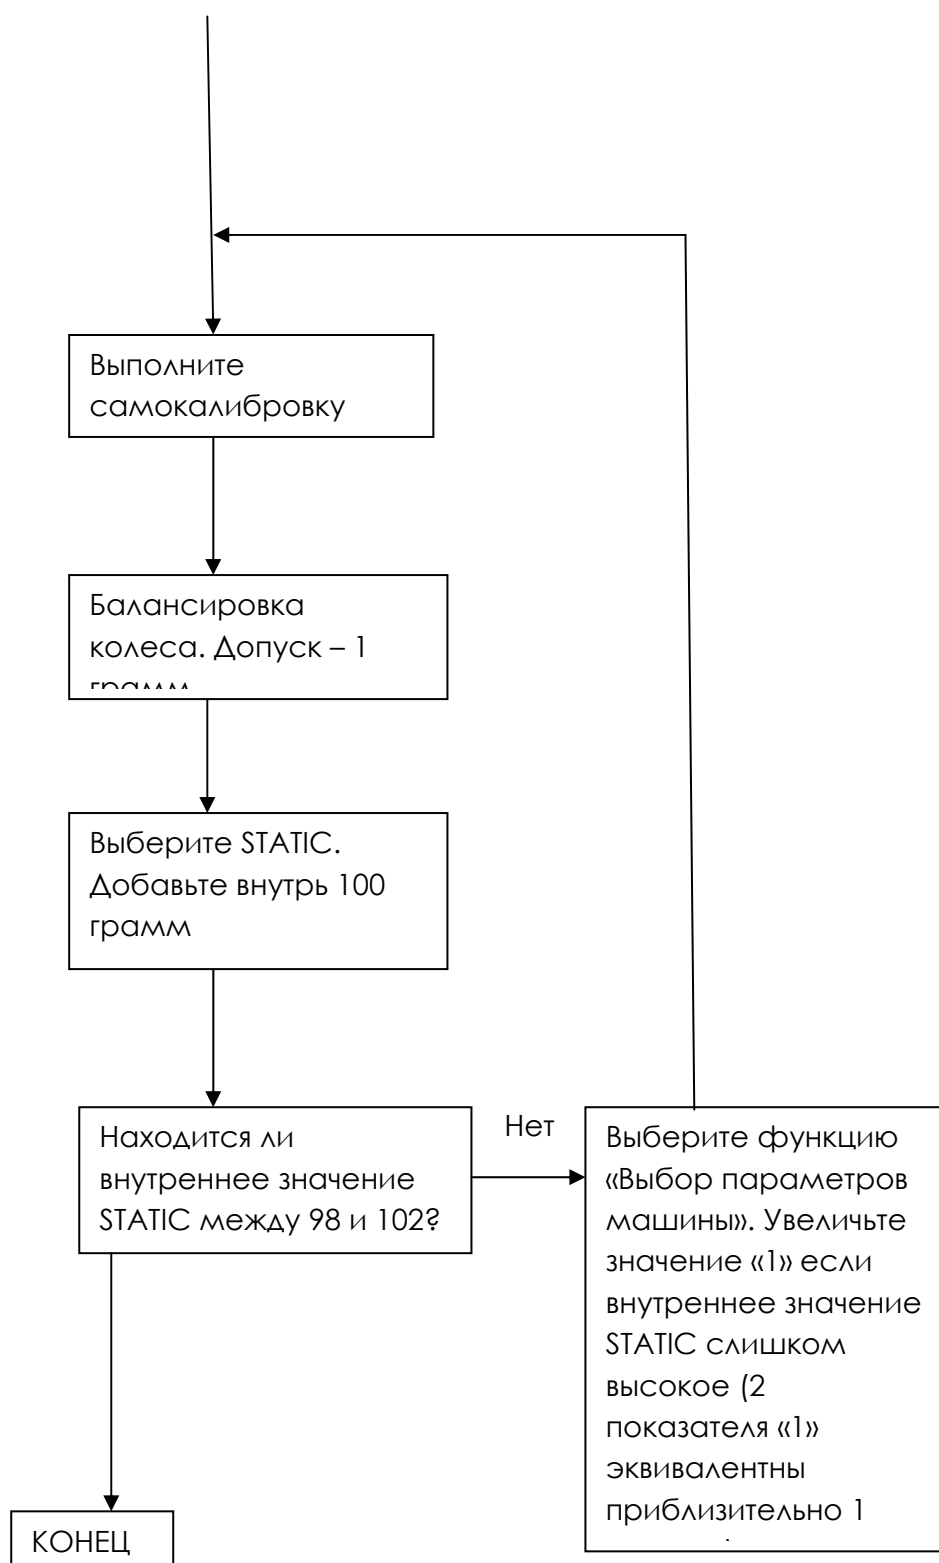 Выполните
самокалибровку
Балансировка
колеса. Допуск – 1
грамм
Выберите STATIC.
Добавьте внутрь 100
грамм
Находится ли
внутреннее значение
STATIC между 98 и 102?
Нет
Выберите функцию
«Выбор параметров
машины». Увеличьте
значение «1» если
внутреннее значение
STATIC слишком
высокое (2
показателя «1»
эквивалентны
приблизительно 1
КОНЕЦ